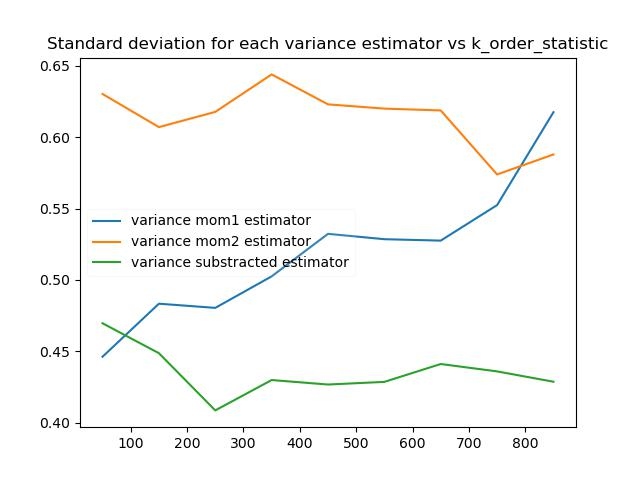 Standard deviation for each variance estimator vs k_order_statistic
0.65
0.60
0.55
0.50
0.45
0.40
variance mom1 estimator
variance mom2 estimator
variance substracted estimator
100 200 300 400 500 600 700 800